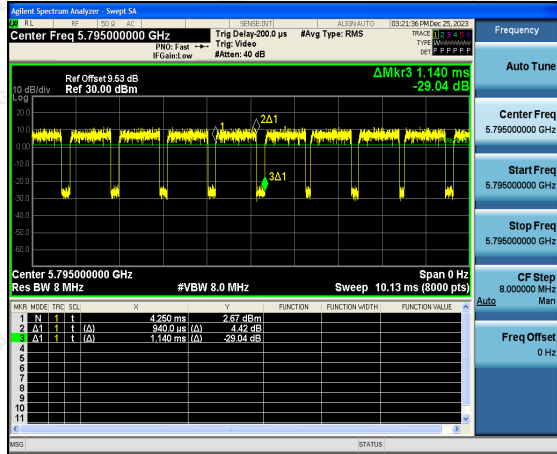 Agilent Spectrum Analyzer - Swept SA
RL RF 50 Ω AC SENSE:INT ALIGNAUTO 03:21:36 PM Dec 25, 2023
Center Freq 5.795000000 GHz
PNO: Fast
IFGain:Low
Trig Delay-200.0 µs
Trig: Video
#Atten: 40 dB
#Avg Type: RMS
TRACE 1 2 3 4 5 6
TYPE
DET P P P P P P
Ref Offset 9.53 dB
Ref 30.00 dBm
10 dB/div
Log
ΔMkr3 1.140 ms
-29.04 dB
20.0
10.0
0.00
-10.0
-20.0
-30.0
-40.0
-50.0
-60.0
1
2Δ1
3Δ1
Center 5.795000000 GHz
Span 0 Hz
Res BW 8 MHz
#VBW 8.0 MHz
Sweep 10.13 ms (8000 pts)
MKR MODE TRC SCL X Y FUNCTION FUNCTION WIDTH FUNCTION VALUE
1 N 1 t 4.250 ms 2.67 dBm
2 Δ1 1 t (Δ) 940.0 µs (Δ) 4.42 dB
3 Δ1 1 t (Δ) 1.140 ms (Δ) -29.04 dB
4
5
6
7
8
9
10
11
MSG
STATUS
Frequency
Auto Tune
Center Freq
5.795000000 GHz
Start Freq
5.795000000 GHz
Stop Freq
5.795000000 GHz
CF Step
8.000000 MHz
Auto Man
Freq Offset
0 Hz